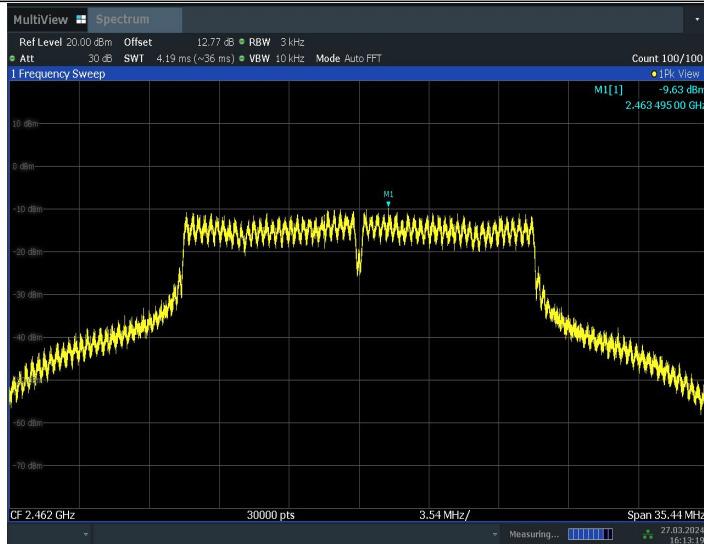 MultiView Spectrum
Ref Level 20.00 dBm Offset 12.77 dB RBW 3 kHz
Att 30 dB SWT 4.19 ms (~36 ms) VBW 10 kHz Mode Auto FFT Count 100/100
1 Frequency Sweep 1Pk View
M1[1] -9.63 dBm
2.463 495 00 GHz
10 dBm
0 dBm
M1
-10 dBm
-20 dBm
-30 dBm
-40 dBm
-60 dBm
-70 dBm
CF 2.462 GHz 30000 pts 3.54 MHz/ Span 35.44 MHz
Measuring... 27.03.2024
16:13:19